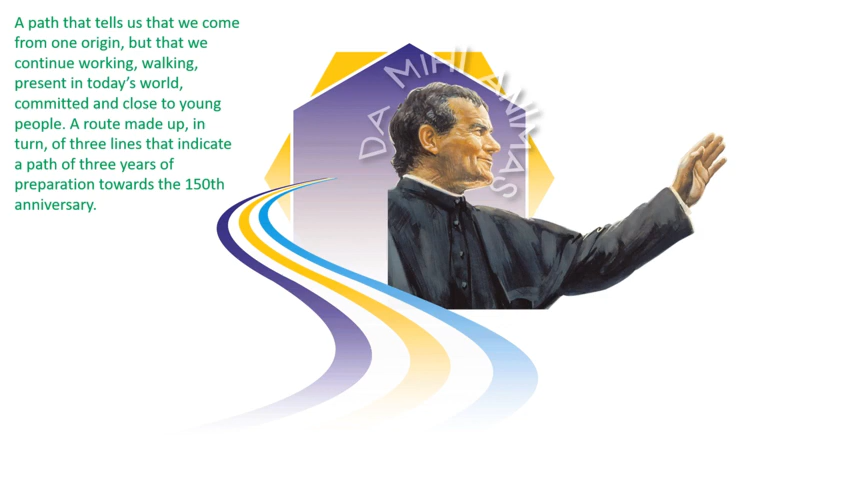 A path that tells us that we come
from one origin, but that we
continue working, walking,
present in today’s world,
committed and close to young
people. A route made up, in
turn, of three lines that indicate
a path of three years of
preparation towards the 150th
anniversary.
DA MIHI ANIMAS